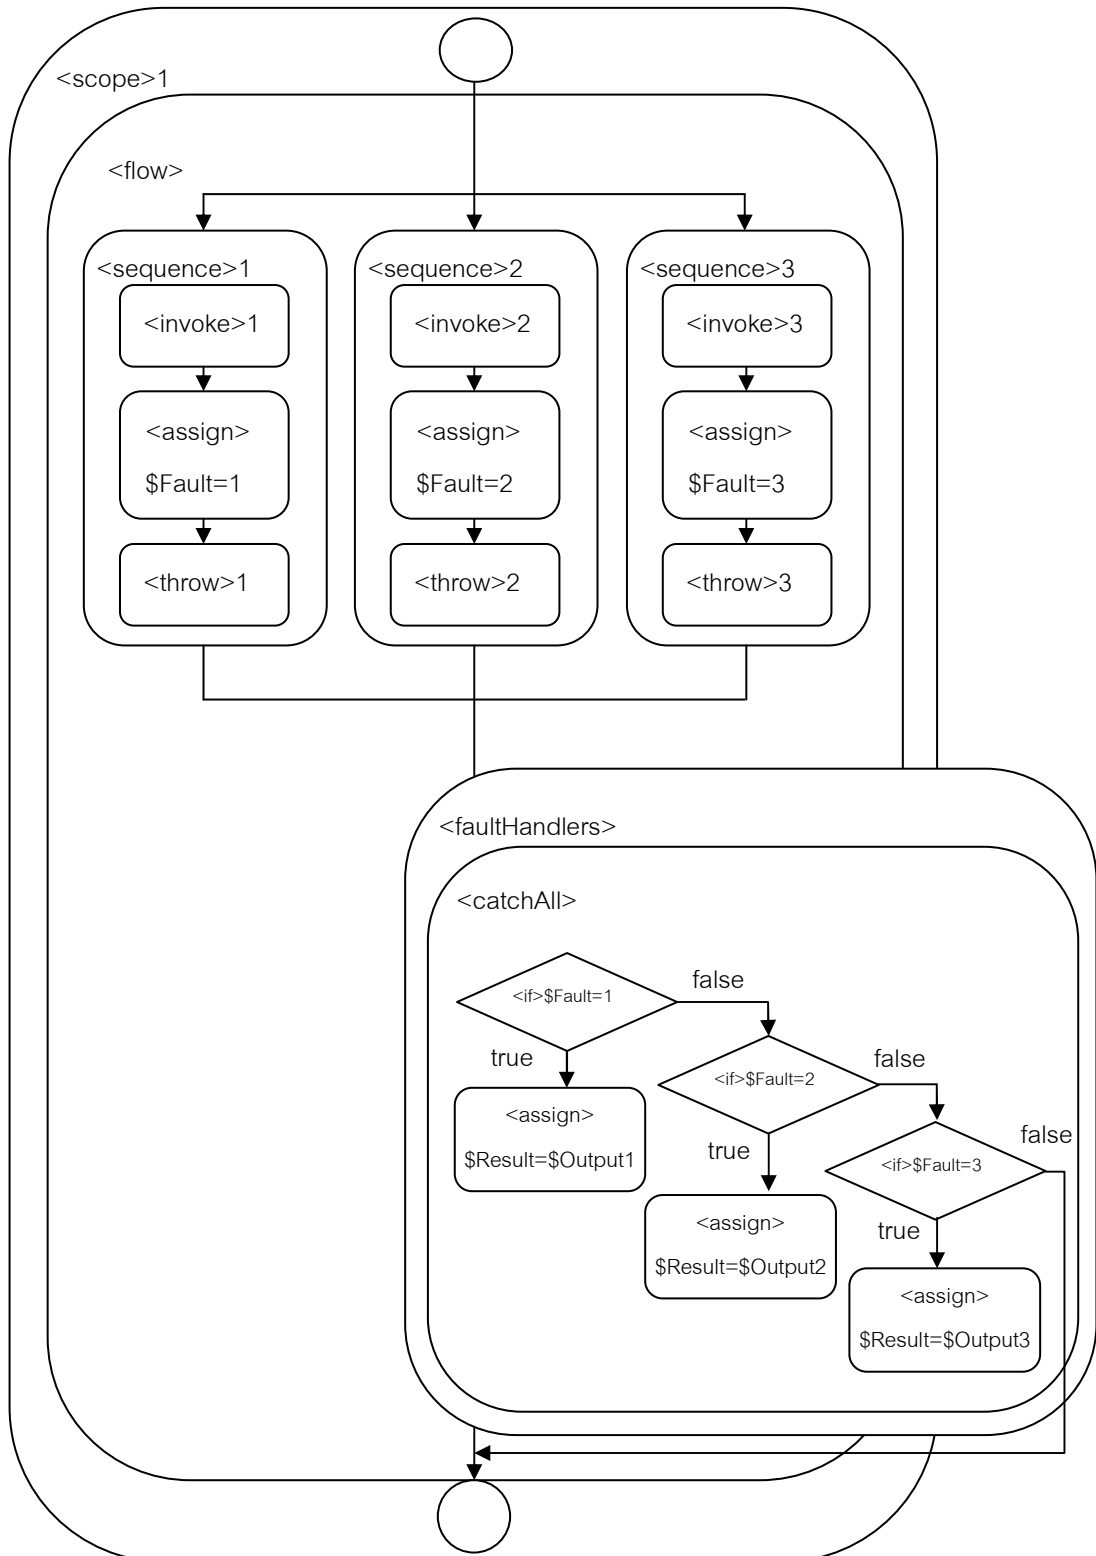 <scope>1
<flow>
<sequence>1
<invoke>1
<assign>
$Fault=1
<throw>1
<sequence>2
<invoke>2
<assign>
$Fault=2
<throw>2
<sequence>3
<invoke>3
<assign>
$Fault=3
<throw>3
<faultHandlers>
<catchAll>
<if>$Fault=1
false
true
<assign>
$Result=$Output1
<if>$Fault=2
false
true
<assign>
$Result=$Output2
<if>$Fault=3
false
true
<assign>
$Result=$Output3